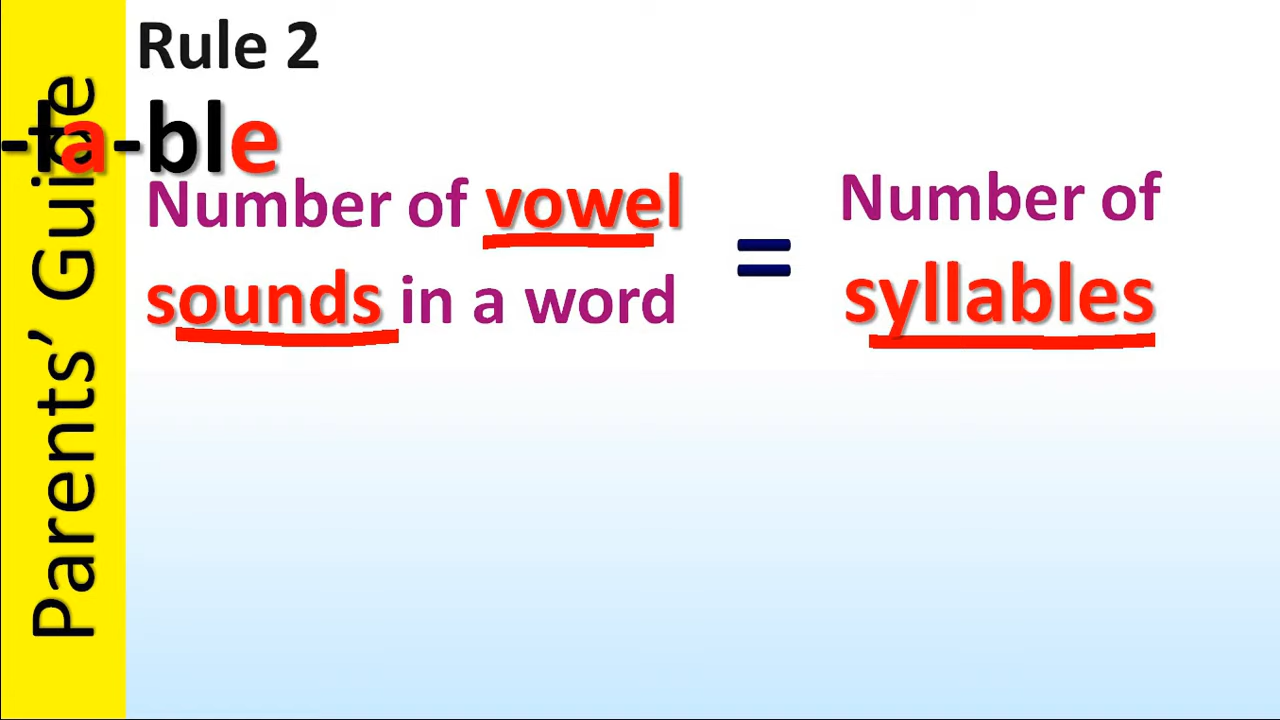 Rule 2
-ta-ble
Number of vowel
sounds in a word
=
Number of
syllables
Parents’ Guide